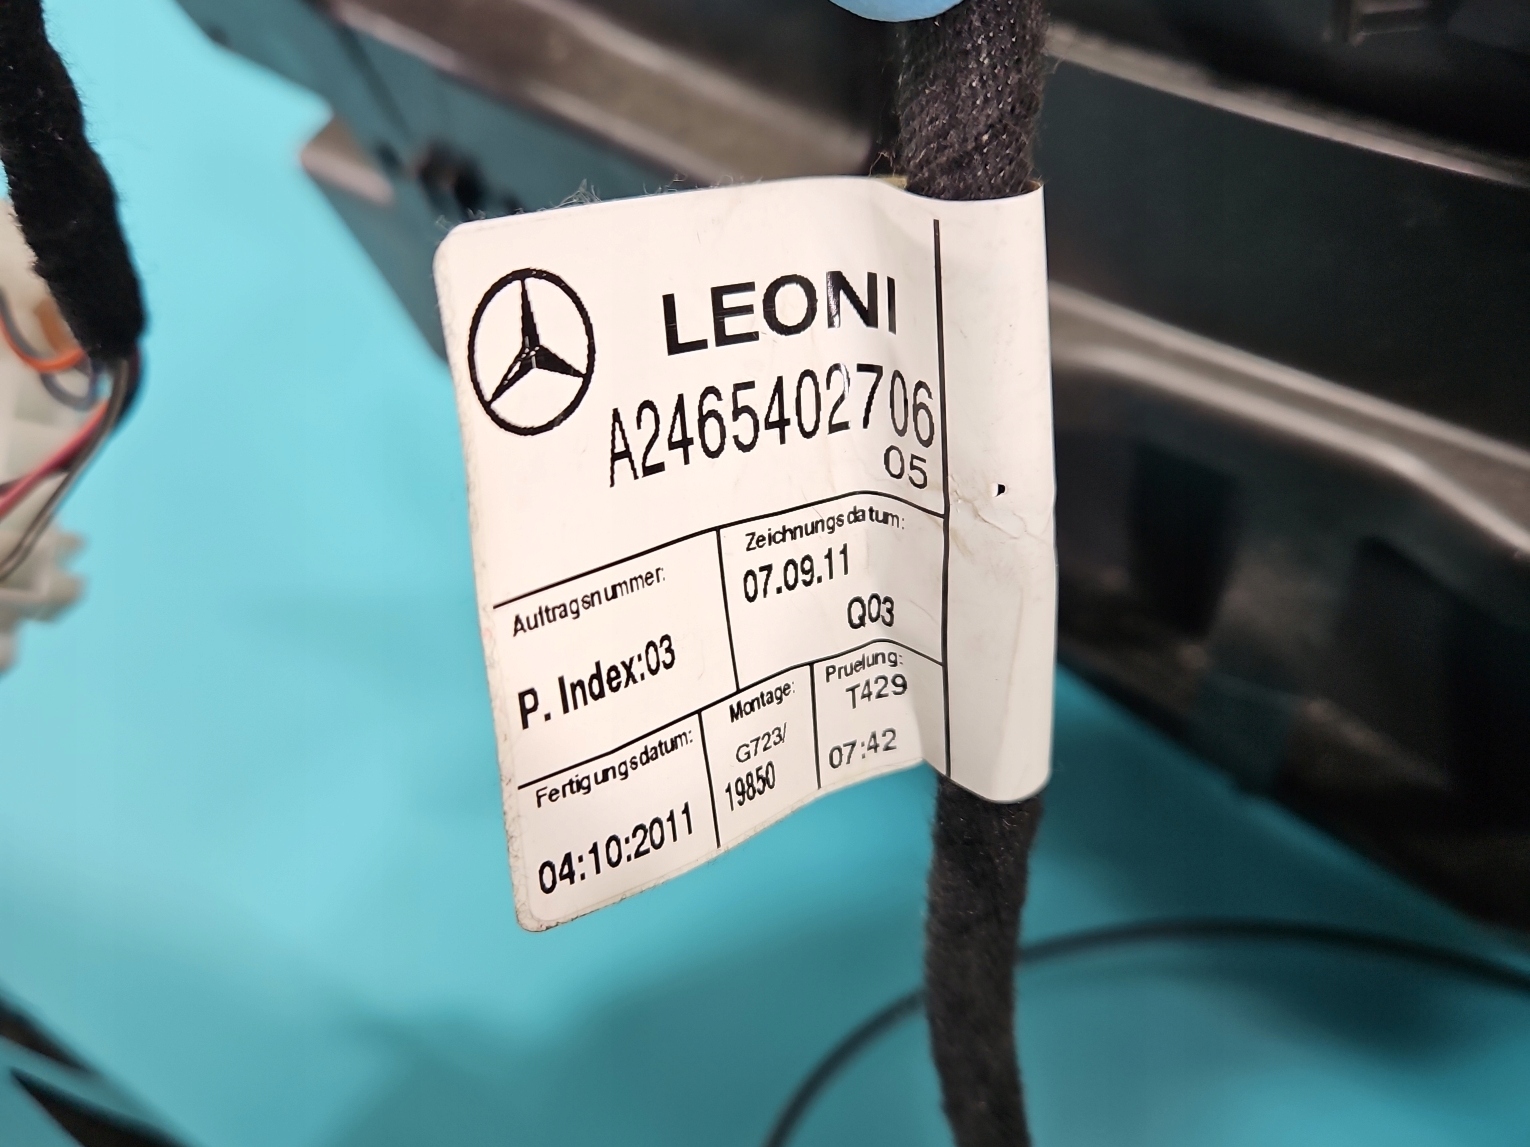 LEONI
A2465402706
05
Auftragsnummer:
P. Index:03
Zeichnungsdatum:
07.09.11
Q03
Fertigungsdatum:
04:10:2011
Montage:
G723/
19850
Pruefung:
T429
07:42